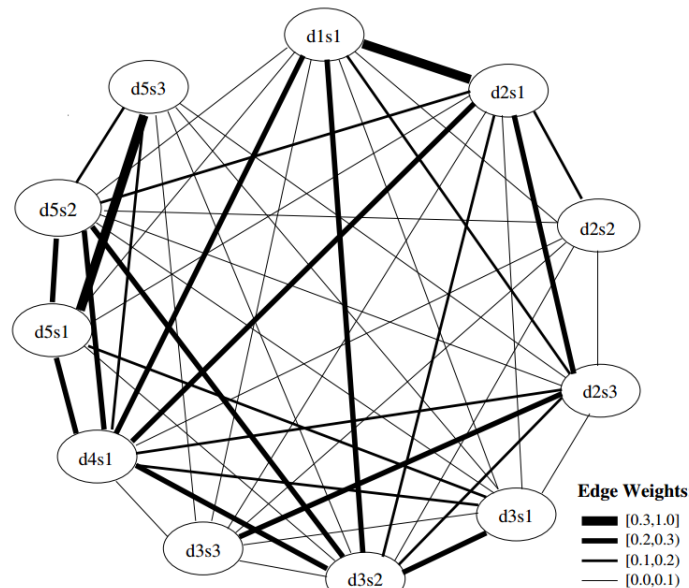 d1s1
d5s3
d2s1
d5s2
d2s2
d5s1
d2s3
d4s1
d3s1
d3s3
d3s2
Edge Weights
[0.3,1.0]
[0.2,0.3)
[0.1,0.2)
[0.0,0.1)